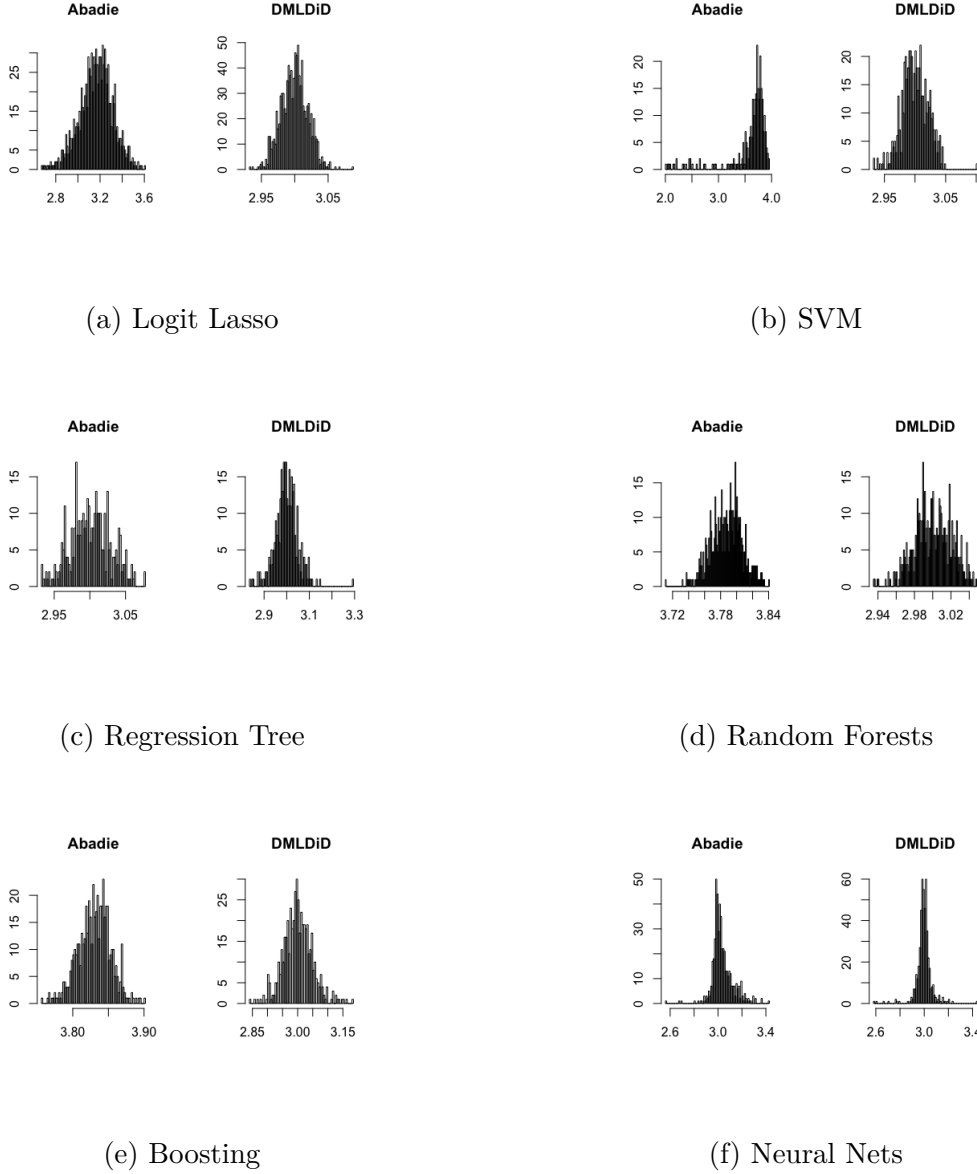 Abadie
DMLDiD
0 5 15 25
2.8 3.2 3.6
0 10 20 30 40 50
2.95 3.05
(a) Logit Lasso
Abadie
DMLDiD
0 5 10 15 20
2.0 3.0 4.0
0 5 10 15 20
2.95 3.05
(b) SVM
Abadie
DMLDiD
0 5 10 15
2.95 3.05
0 5 10 15
2.9 3.1 3.3
(c) Regression Tree
Abadie
DMLDiD
0 5 10 15
3.72 3.78 3.84
0 5 10 15
2.94 2.98 3.02
(d) Random Forests
Abadie
DMLDiD
0 5 10 15 20
3.80 3.90
0 5 15 25
2.85 3.00 3.15
(e) Boosting
Abadie
DMLDiD
0 10 30 50
2.6 3.0 3.4
0 20 40 60
2.6 3.0 3.4
(f) Neural Nets